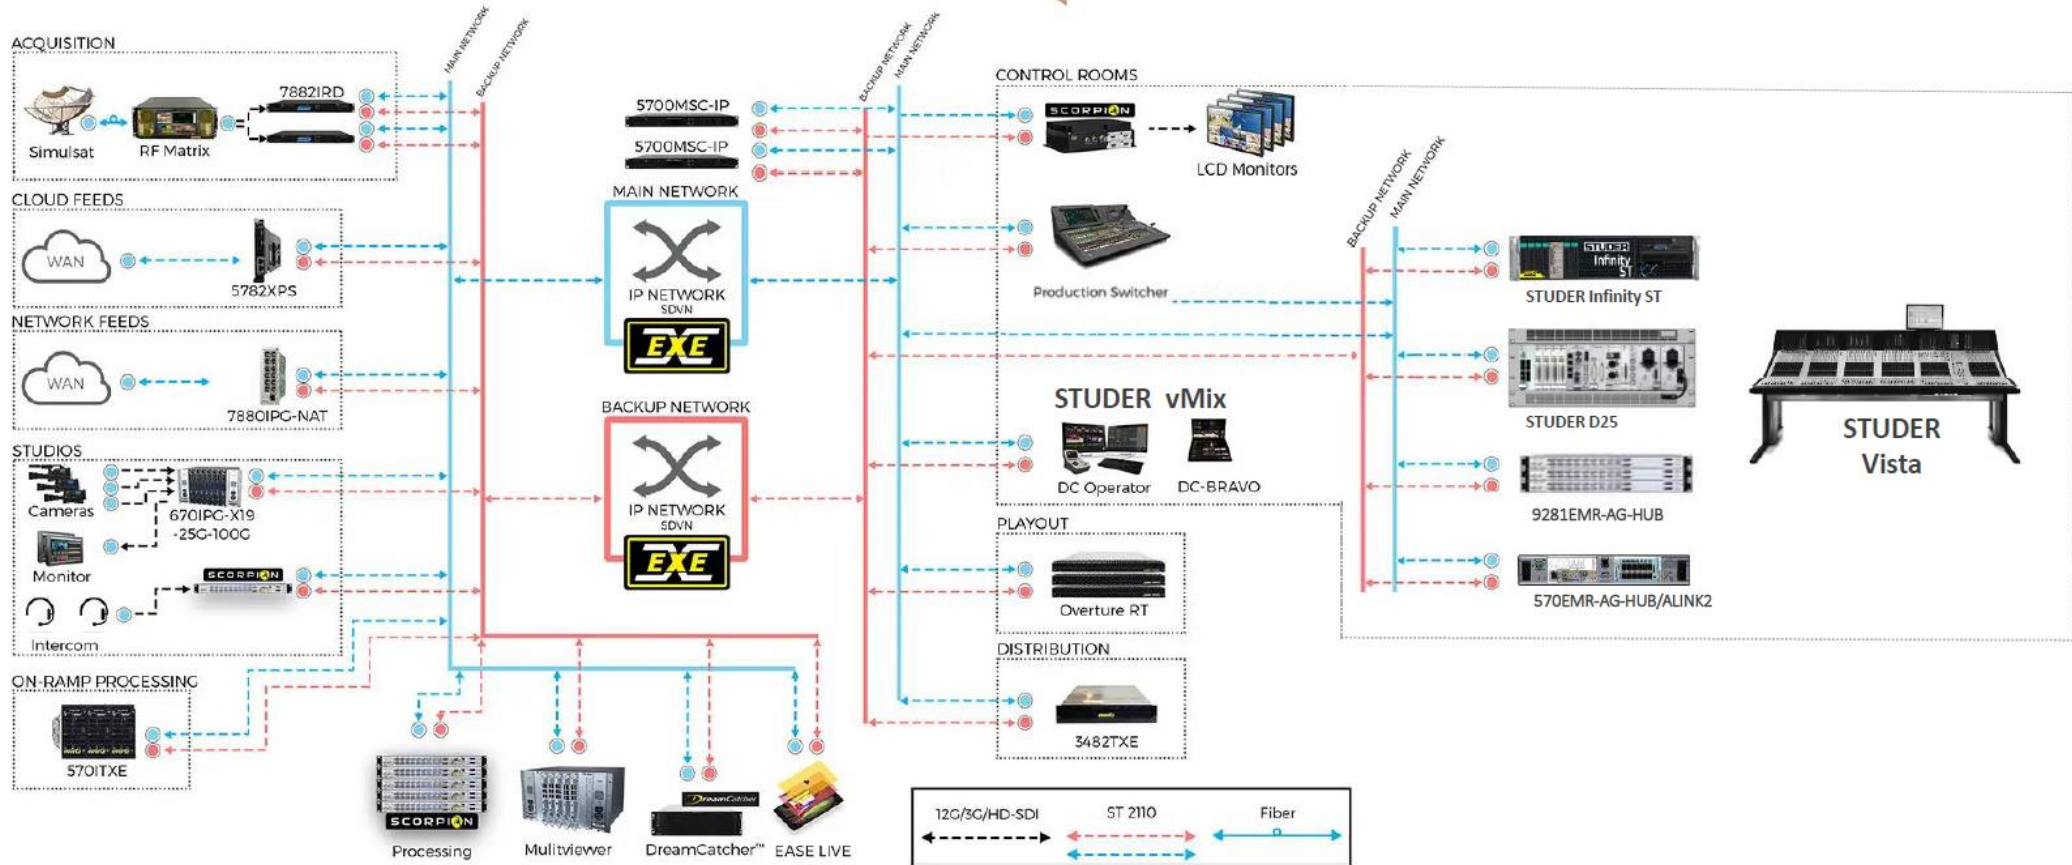 MAIN NETWORK
BACKUP NETWORK
BACKUP NETWORK
MAIN NETWORK
ACQUISITION
7882IRD
Simulsat
RF Matrix
CLOUD FEEDS
WAN
5782XPS
NETWORK FEEDS
WAN
7880IPG-NAT
STUDIOS
Cameras
670IPG-X19
-25G-100G
Monitor
SCORPION
Intercom
ON-RAMP PROCESSING
570ITXE
5700MSC-IP
5700MSC-IP
MAIN NETWORK
IP NETWORK
SDVN
EXE
BACKUP NETWORK
IP NETWORK
SDVN
EXE
SCORPION
Processing
Mulitviewer
DreamCatcher
DreamCatcher™
EASE LIVE
CONTROL ROOMS
SCORPION
LCD Monitors
Production Switcher
STUDER vMix
DC Operator
DC-BRAVO
PLAYOUT
Overture RT
DISTRIBUTION
3482TXE
BACKUP NETWORK
MAIN NETWORK
STUDER
Infinity
ST
STUDER Infinity ST
STUDER D25
9281EMR-AG-HUB
570EMR-AG-HUB/ALINK2
STUDER
Vista
12G/3G/HD-SDI
ST 2110
Fiber